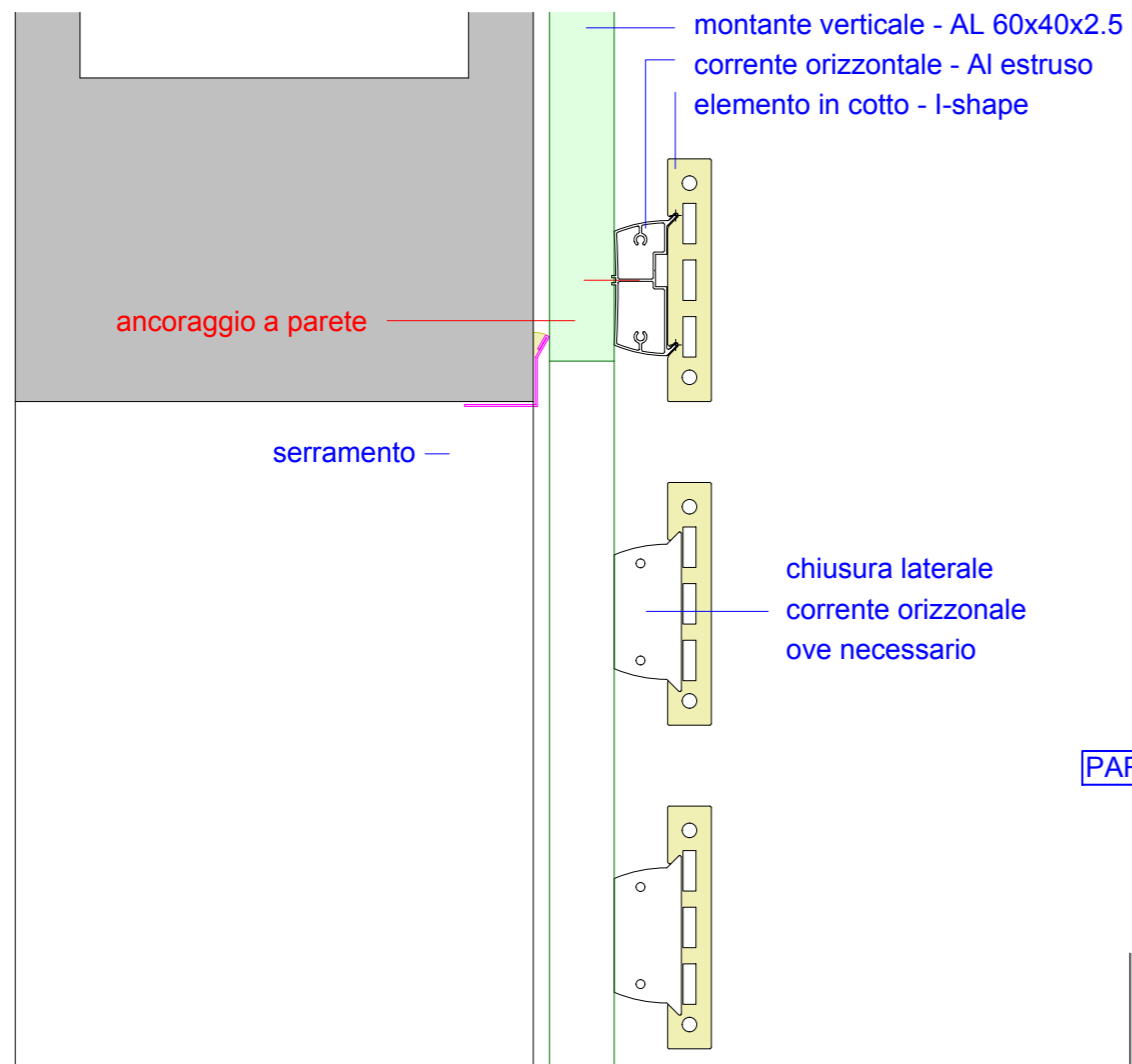 montante verticale - AL 60x40x2.5
corrente orizzontale - Al estruso
elemento in cotto - I-shape
ancoraggio a parete
serramento
chiusura laterale
corrente orizzonale
ove necessario